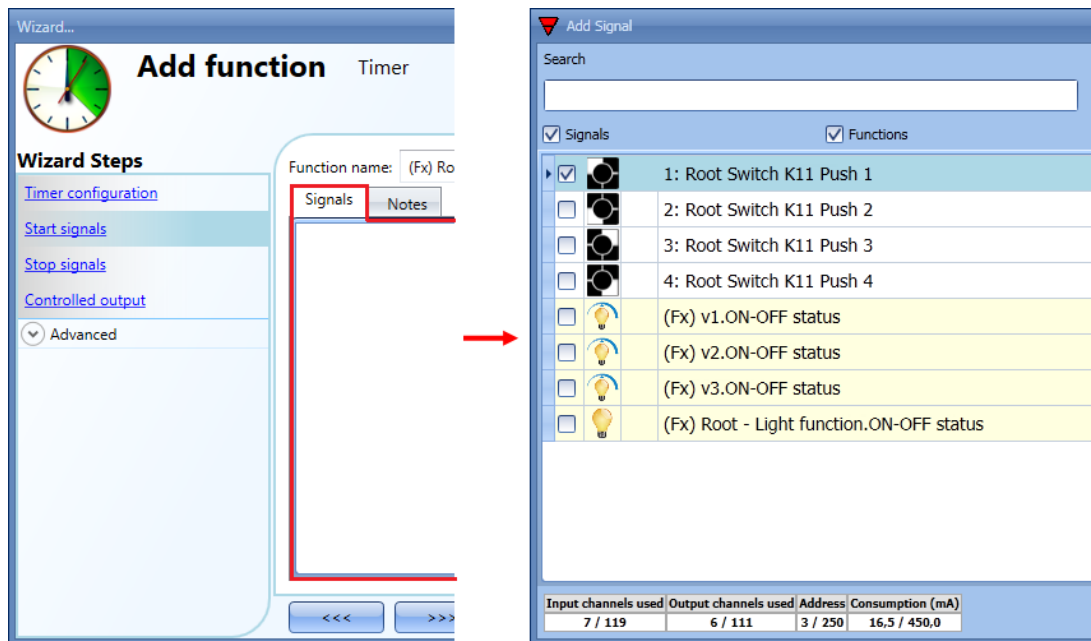 Wizard...
Add function Timer
Wizard Steps
Timer configuration
Start signals
Stop signals
Controlled output
Advanced
Function name: (Fx) Ro
Signals Notes
<<< >>>
Add Signal
Search
Signals Functions
1: Root Switch K11 Push 1
2: Root Switch K11 Push 2
3: Root Switch K11 Push 3
4: Root Switch K11 Push 4
(Fx) v1.ON-OFF status
(Fx) v2.ON-OFF status
(Fx) v3.ON-OFF status
(Fx) Root - Light function.ON-OFF status
Input channels used Output channels used Address Consumption (mA)
7 / 119 6 / 111 3 / 250 16,5 / 450,0